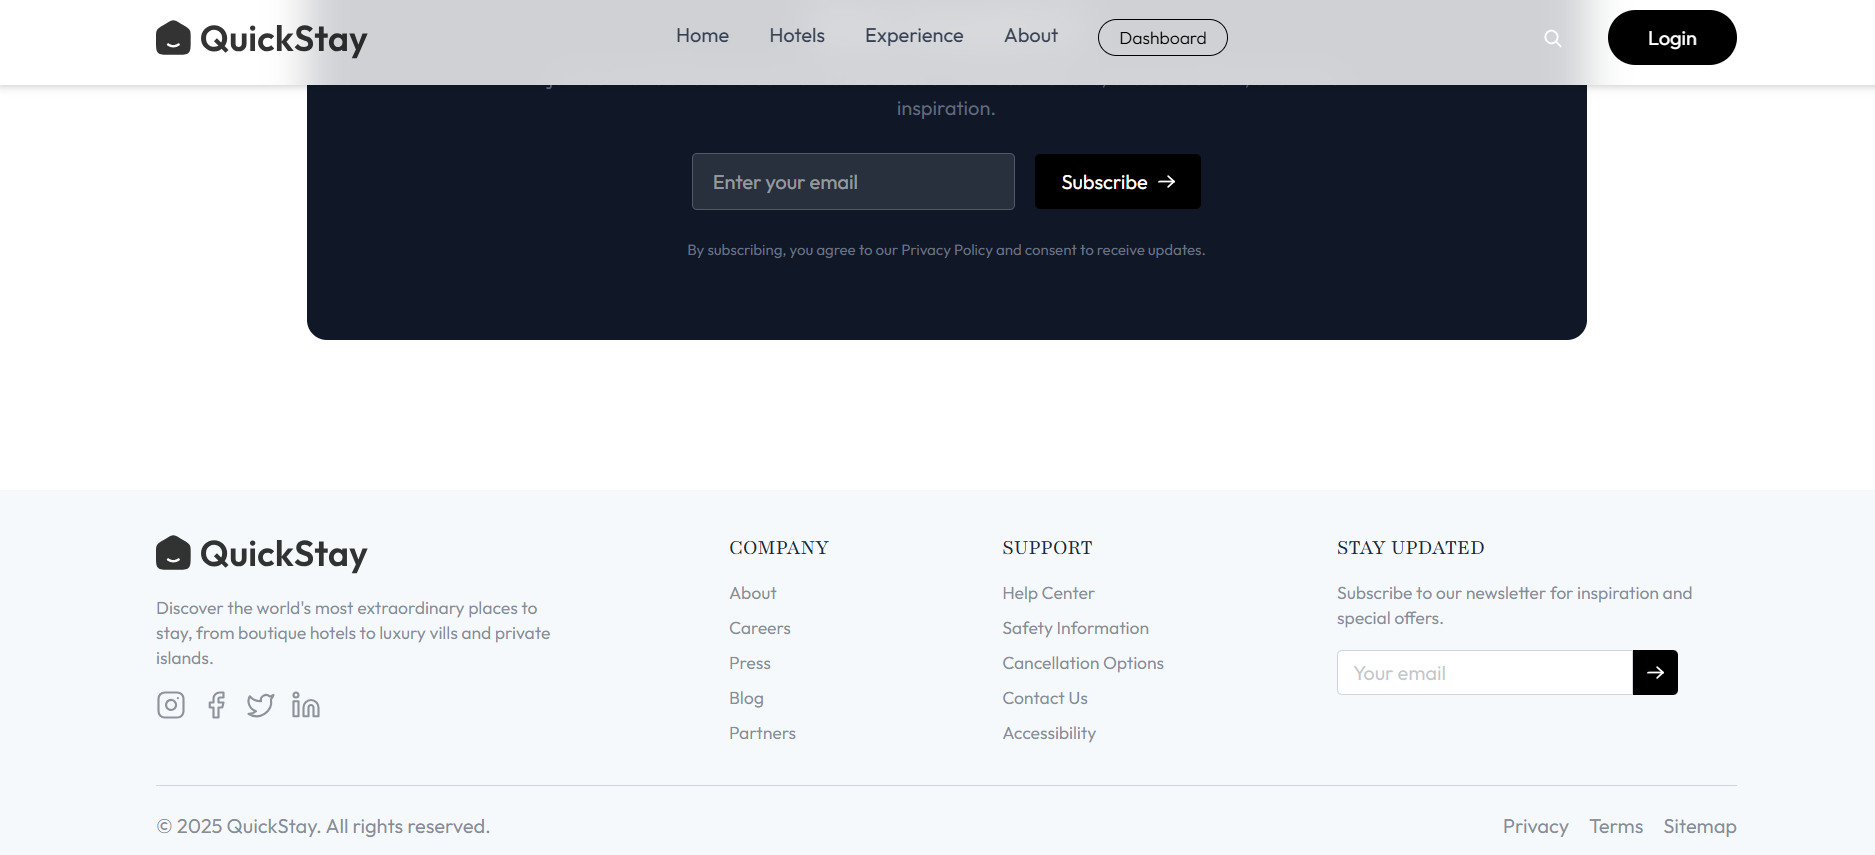 QuickStay
Home Hotels Experience About Dashboard Login
inspiration.
Enter your email Subscribe →
By subscribing, you agree to our Privacy Policy and consent to receive updates.
QuickStay
Discover the world's most extraordinary places to
stay, from boutique hotels to luxury vills and private
islands.
COMPANY
About
Careers
Press
Blog
Partners
SUPPORT
Help Center
Safety Information
Cancellation Options
Contact Us
Accessibility
STAY UPDATED
Subscribe to our newsletter for inspiration and
special offers.
Your email →
© 2025 QuickStay. All rights reserved.
Privacy Terms Sitemap